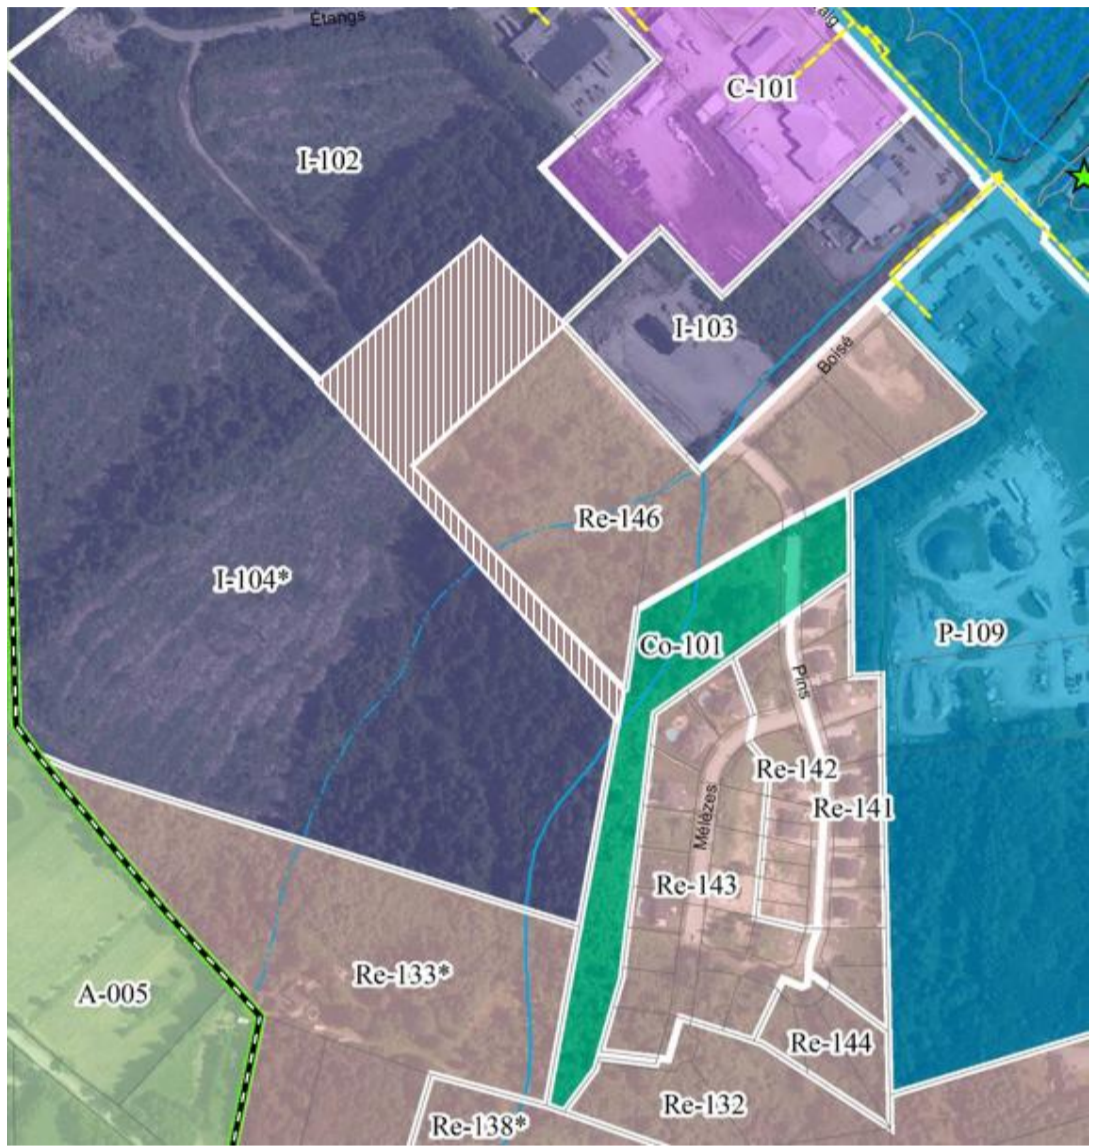 Étangs
C-101
I-102
I-103
Boisé
Re-146
I-104*
Co-101
P-109
Pins
Re-142
Re-141
Mélèzes
Re-143
Re-133*
A-005
Re-144
Re-132
Re-138*